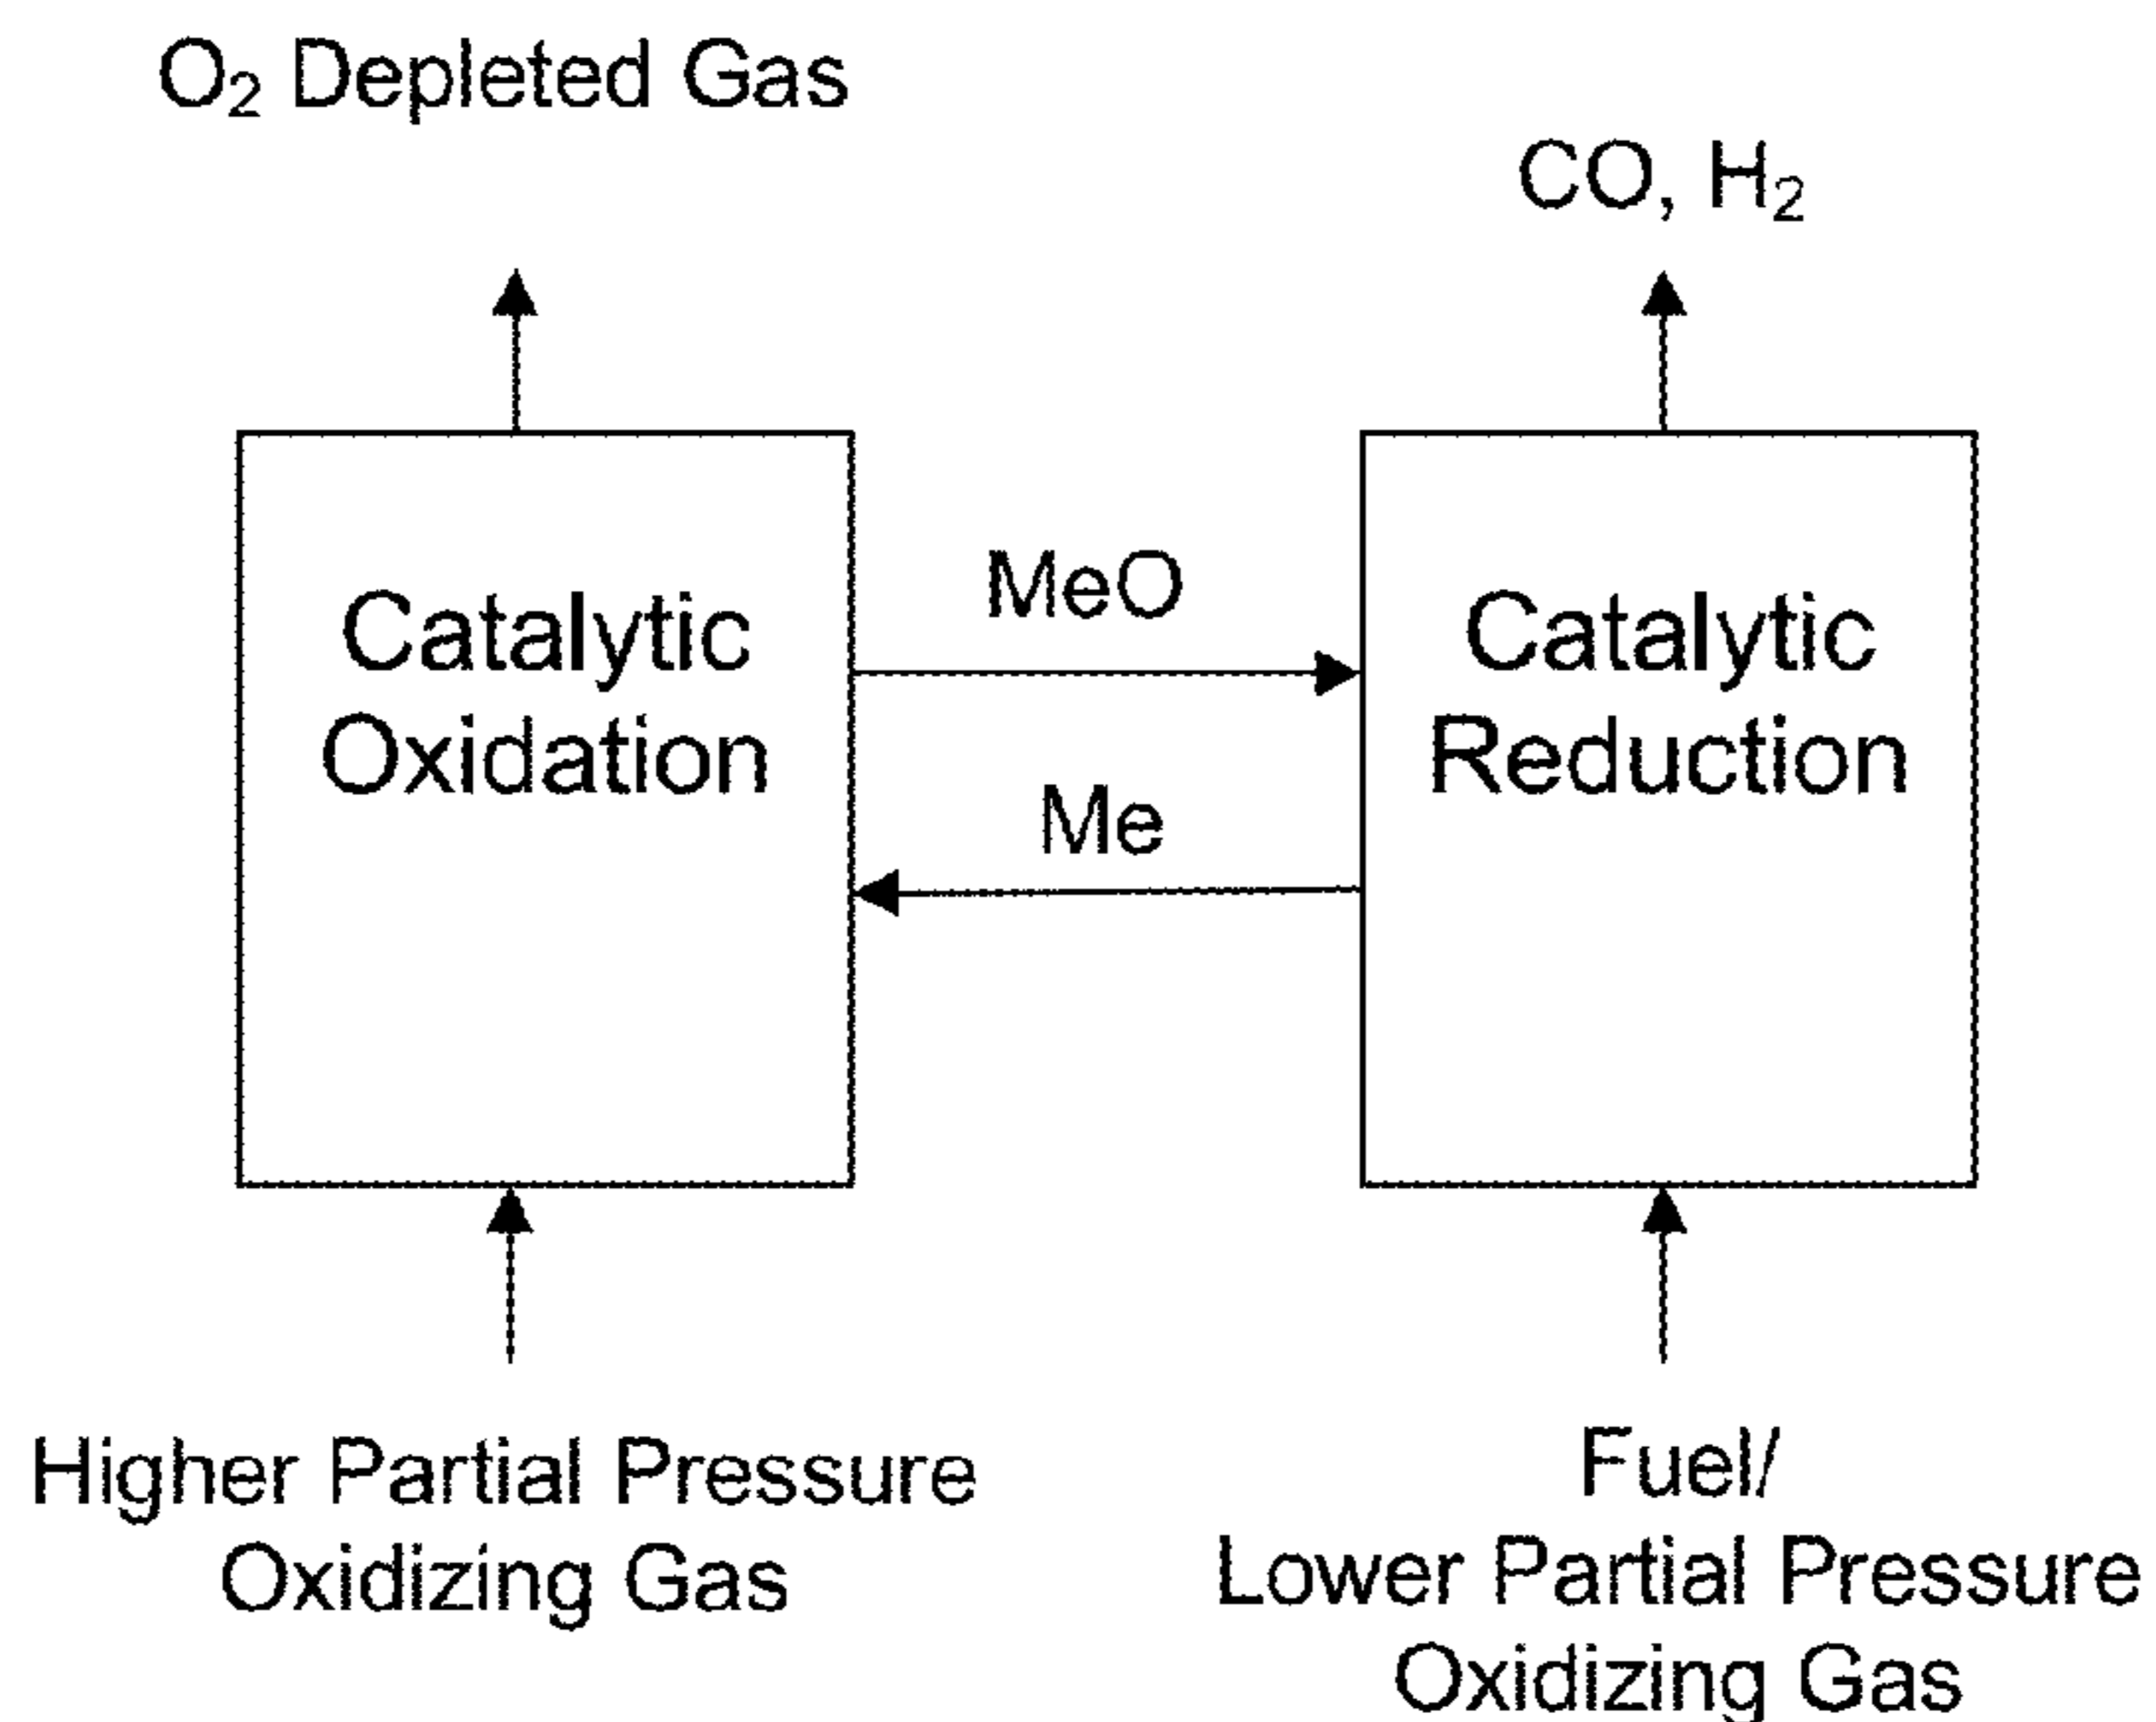 O₂ Depleted Gas
CO, H₂
Catalytic
Oxidation
MeO
Me
Catalytic
Reduction
Higher Partial Pressure
Oxidizing Gas
Fuel/
Lower Partial Pressure
Oxidizing Gas